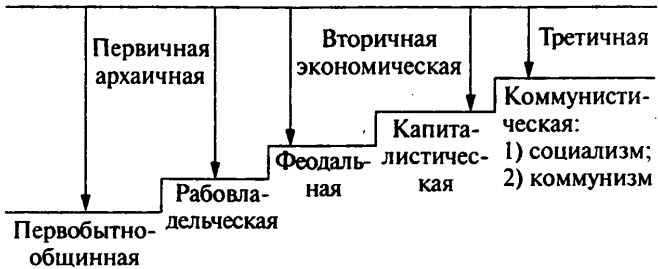 Первичная
архаичная
Вторичная
экономическая
Третичная
Коммунисти-
ческая:
1) социализм;
2) коммунизм
Капита-
листичес-
кая
Феодаль-
ная
Рабовла-
дельческая
Первобытно-
общинная